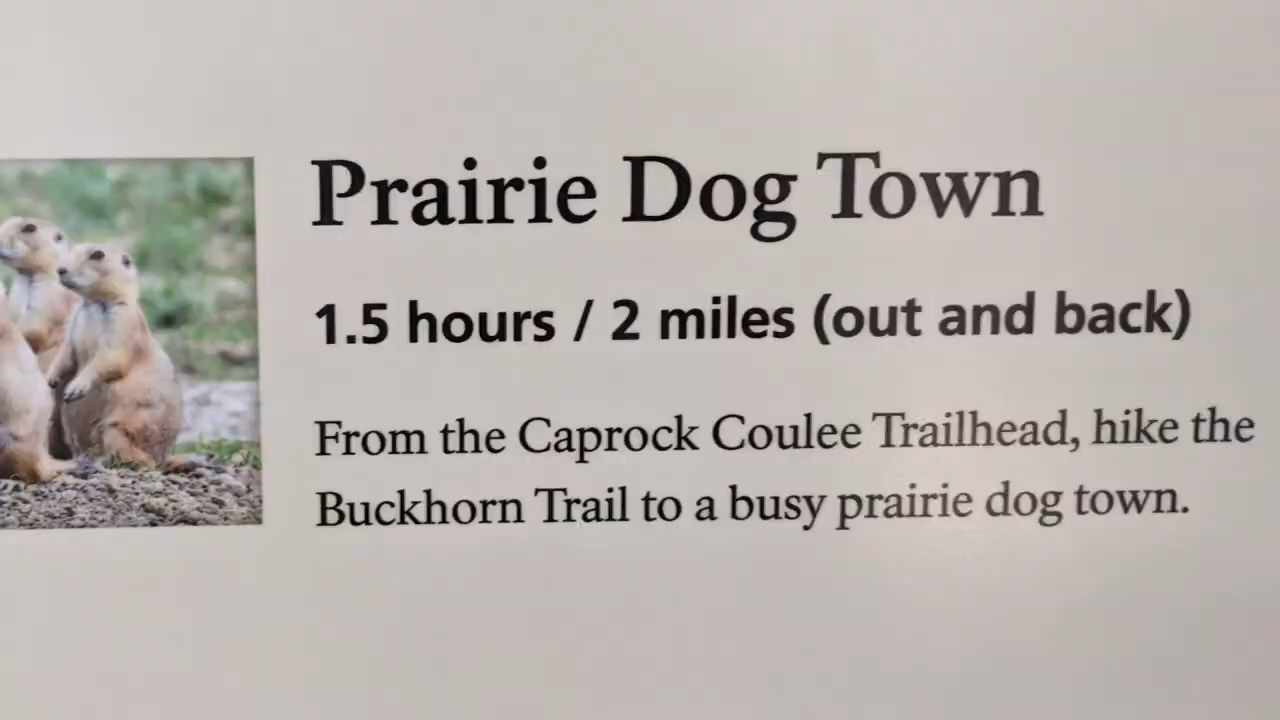 Prairie Dog Town
1.5 hours / 2 miles (out and back)
From the Caprock Coulee Trailhead, hike the
Buckhorn Trail to a busy prairie dog town.